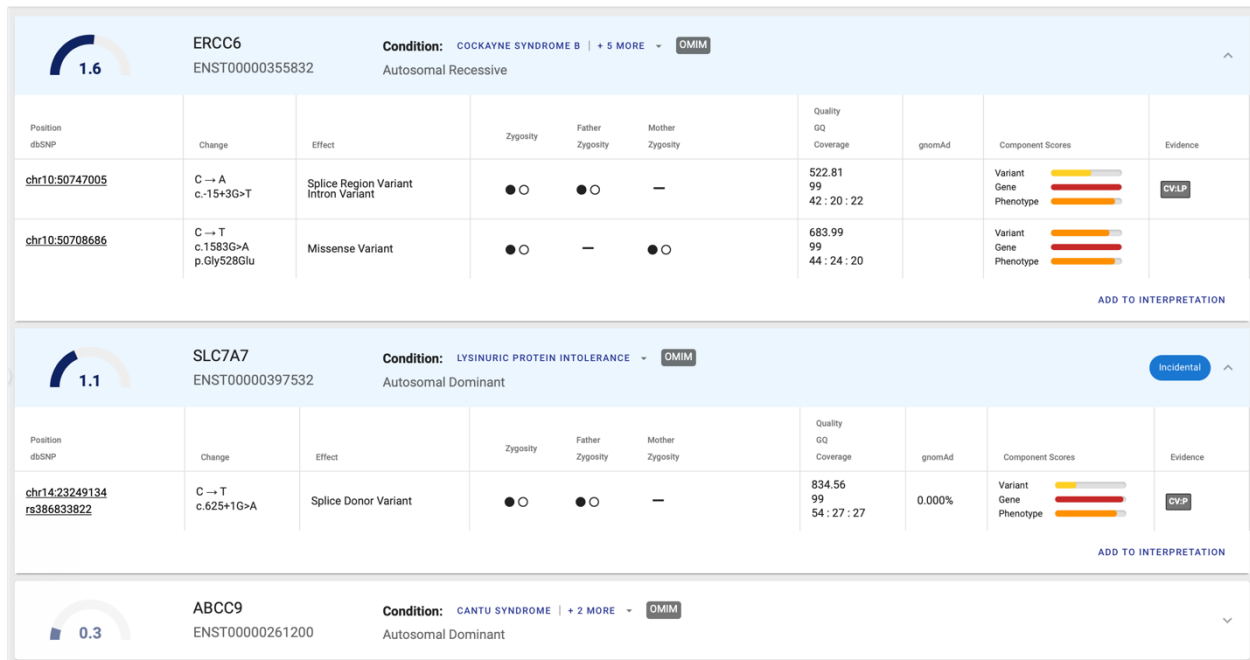 ERCC6
Condition: COCKAYNE SYNDROME B | + 5 MORE OMIM
1.6
ENST00000355832
Autosomal Recessive
Position
dbSNP
Change
Effect
Zygosity
Father
Zygosity
Mother
Zygosity
Quality
GQ
Coverage
gnomAd
Component Scores
Evidence
chr10:50747005
C → A
c.-15+3G>T
Splice Region Variant
Intron Variant
522.81
99
42 : 20 : 22
Variant
Gene
Phenotype
CV:LP
chr10:50708686
C → T
c.1583G>A
p.Gly528Glu
Missense Variant
683.99
99
44 : 24 : 20
Variant
Gene
Phenotype
ADD TO INTERPRETATION
SLC7A7
Condition: LYSINURIC PROTEIN INTOLERANCE OMIM
1.1
ENST00000397532
Autosomal Dominant
Incidental
Position
dbSNP
Change
Effect
Zygosity
Father
Zygosity
Mother
Zygosity
Quality
GQ
Coverage
gnomAd
Component Scores
Evidence
chr14:23249134
rs386833822
C → T
c.625+1G>A
Splice Donor Variant
834.56
99
54 : 27 : 27
0.000%
Variant
Gene
Phenotype
CV:P
ADD TO INTERPRETATION
ABCC9
Condition: CANTU SYNDROME | + 2 MORE OMIM
0.3
ENST00000261200
Autosomal Dominant